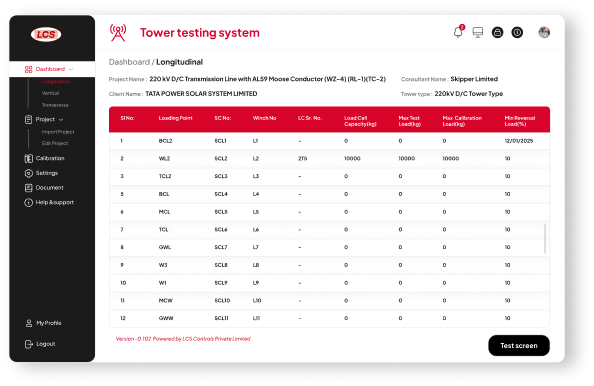 LCS
Tower testing system
2
Dashboard
Longitudinal
Vertical
Transverse
Project
Import Project
Edit Project
Calibration
Settings
Document
Help & support
My Profile
Logout
Dashboard / Longitudinal
Project Name : 220 kV D/C Transmission Line with AL59 Moose Conductor (WZ-4) (RL-1)(TC-2)
Consultant Name : Skipper Limited
Client Name : TATA POWER SOLAR SYSTEM LIMITED
Tower type : 220kV D/C Tower Type
Sl No: Loading Point SC No: Winch No LC Sr. No. Load Cell Capacity(kg) Max Test Load(kg) Max Calibration Load(kg) Min Reversal Load(%)
1 BCL2 SCL1 L1 - 0 0 0 12/01/2025
2 WL2 SCL2 L2 2T5 10000 10000 10000 10
3 TCL2 SCL3 L3 - 0 0 0 10
5 BCL SCL4 L4 - 0 0 0 10
6 MCL SCL5 L5 - 0 0 0 10
7 TCL SCL6 L6 - 0 0 0 10
8 GWL SCL7 L7 - 0 0 0 10
9 W3 SCL8 L8 - 0 0 0 10
10 W1 SCL9 L9 - 0 0 0 10
11 MCW SCL10 L10 - 0 0 0 10
12 GWW SCL11 L11 - 0 0 0 10
Version -0.102 Powered by LCS Controls Private Limited
Test screen